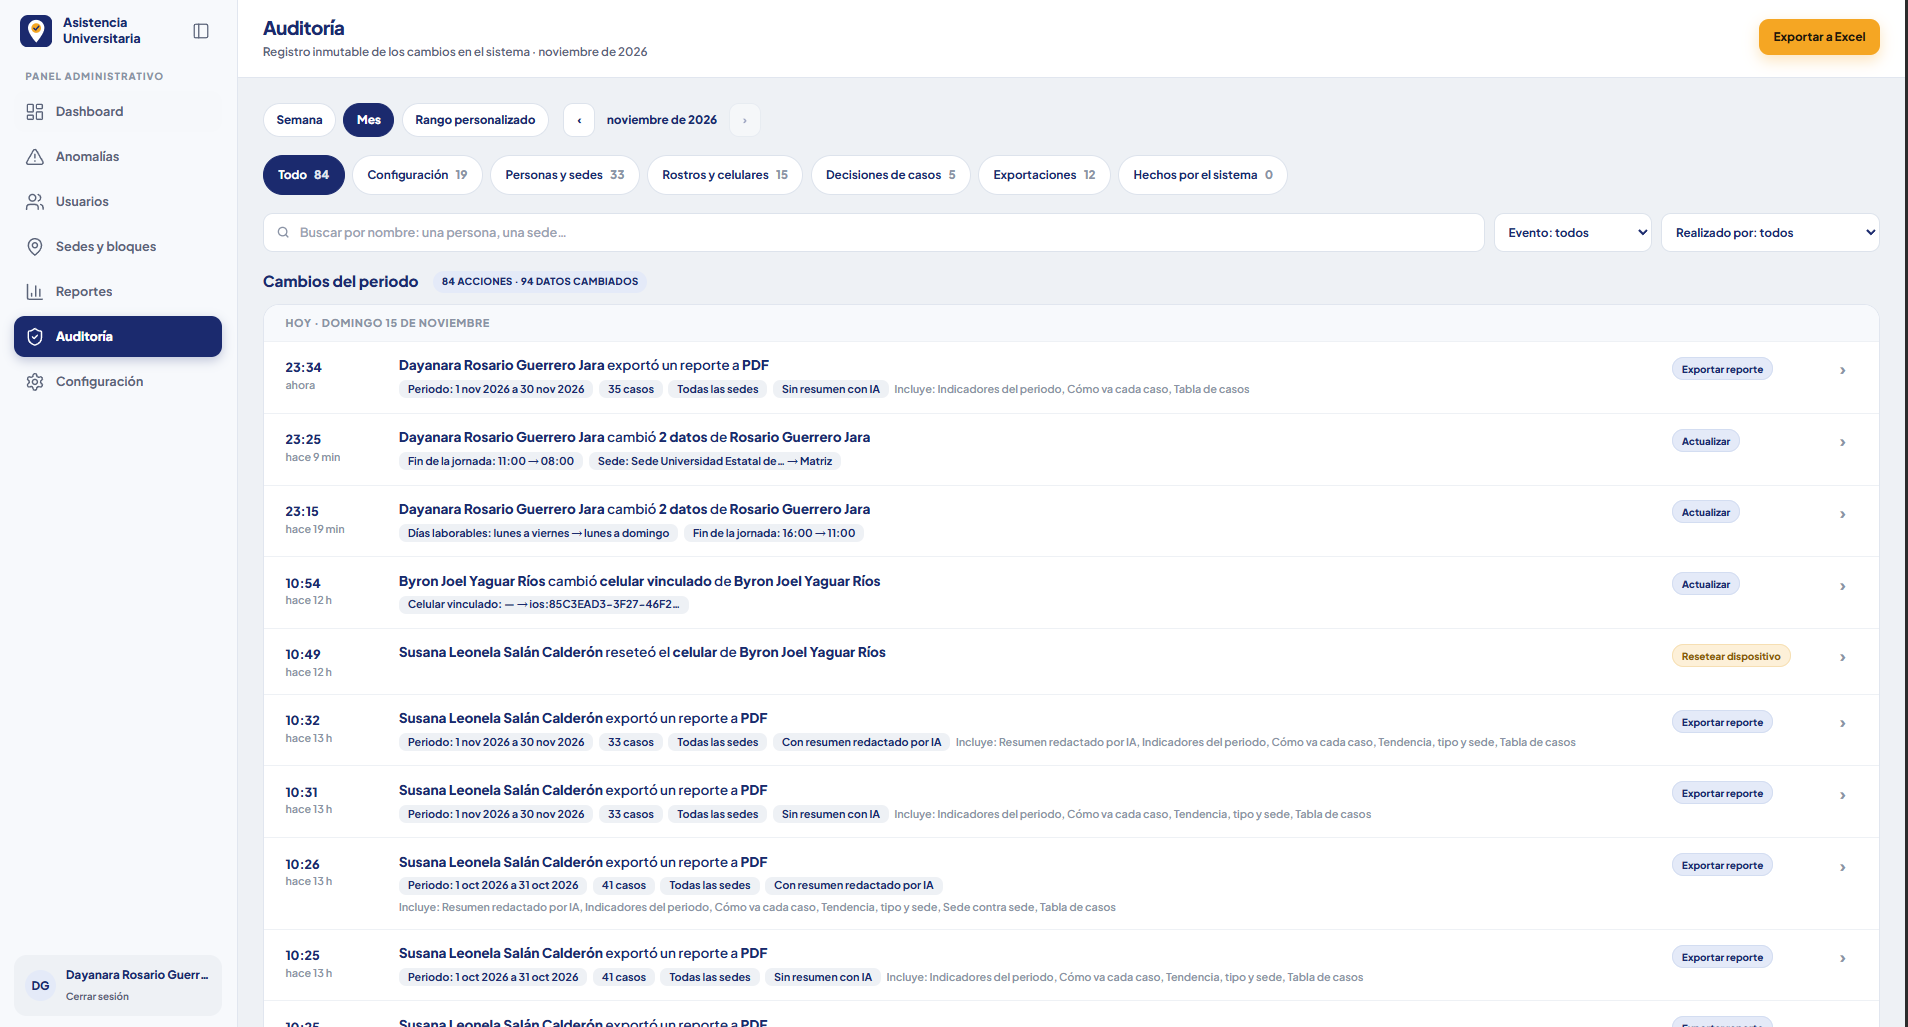 Asistencia
Universitaria
PANEL ADMINISTRATIVO
Dashboard
Anomalías
Usuarios
Sedes y bloques
Reportes
Auditoría
Configuración
DG
Dayanara Rosario Guerr...
Cerrar sesión
Auditoría
Registro inmutable de los cambios en el sistema · noviembre de 2026
Exportar a Excel
Semana
Mes
Rango personalizado
‹
noviembre de 2026
›
Todo 84
Configuración 19
Personas y sedes 33
Rostros y celulares 15
Decisiones de casos 5
Exportaciones 12
Hechos por el sistema 0
Buscar por nombre: una persona, una sede...
Evento: todos
Realizado por: todos
Cambios del periodo
84 ACCIONES · 94 DATOS CAMBIADOS
HOY · DOMINGO 15 DE NOVIEMBRE
23:34
ahora
Dayanara Rosario Guerrero Jara exportó un reporte a PDF
Periodo: 1 nov 2026 a 30 nov 2026 35 casos Todas las sedes Sin resumen con IA Incluye: Indicadores del periodo, Cómo va cada caso, Tabla de casos
Exportar reporte
23:25
hace 9 min
Dayanara Rosario Guerrero Jara cambió 2 datos de Rosario Guerrero Jara
Fin de la jornada: 11:00 → 08:00 Sede: Sede Universidad Estatal de... → Matriz
Actualizar
23:15
hace 19 min
Dayanara Rosario Guerrero Jara cambió 2 datos de Rosario Guerrero Jara
Días laborables: lunes a viernes → lunes a domingo Fin de la jornada: 16:00 → 11:00
Actualizar
10:54
hace 12 h
Byron Joel Yaguar Ríos cambió celular vinculado de Byron Joel Yaguar Ríos
Celular vinculado: — → ios:85C3EAD3-3F27-46F2...
Actualizar
10:49
hace 12 h
Susana Leonela Salán Calderón reseteó el celular de Byron Joel Yaguar Ríos
Resetear dispositivo
10:32
hace 13 h
Susana Leonela Salán Calderón exportó un reporte a PDF
Periodo: 1 nov 2026 a 30 nov 2026 33 casos Todas las sedes Con resumen redactado por IA Incluye: Resumen redactado por IA, Indicadores del periodo, Cómo va cada caso, Tendencia, tipo y sede, Tabla de casos
Exportar reporte
10:31
hace 13 h
Susana Leonela Salán Calderón exportó un reporte a PDF
Periodo: 1 nov 2026 a 30 nov 2026 33 casos Todas las sedes Sin resumen con IA Incluye: Indicadores del periodo, Cómo va cada caso, Tendencia, tipo y sede, Tabla de casos
Exportar reporte
10:26
hace 13 h
Susana Leonela Salán Calderón exportó un reporte a PDF
Periodo: 1 oct 2026 a 31 oct 2026 41 casos Todas las sedes Con resumen redactado por IA
Incluye: Resumen redactado por IA, Indicadores del periodo, Cómo va cada caso, Tendencia, tipo y sede, Sede contra sede, Tabla de casos
Exportar reporte
10:25
hace 13 h
Susana Leonela Salán Calderón exportó un reporte a PDF
Periodo: 1 oct 2026 a 31 oct 2026 41 casos Todas las sedes Sin resumen con IA Incluye: Indicadores del periodo, Cómo va cada caso, Tendencia, tipo y sede, Tabla de casos
Exportar reporte
10:25
Susana Leonela Salán Calderón exportó un reporte a PDF
Exportar reporte